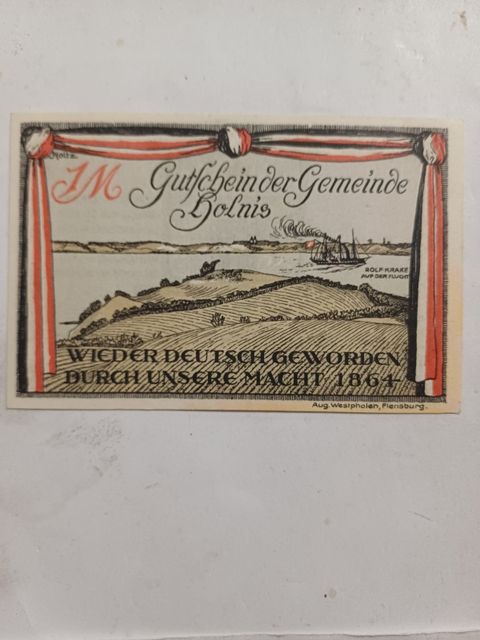 Holtz
1M Gutschein der Gemeinde
Holnis
ROLF KRAKE
AUF DER FLUCHT
WIEDER DEUTSCH GEWORDEN
DURCH UNSERE MACHT 1864
Aug. Westphalen, Flensburg.